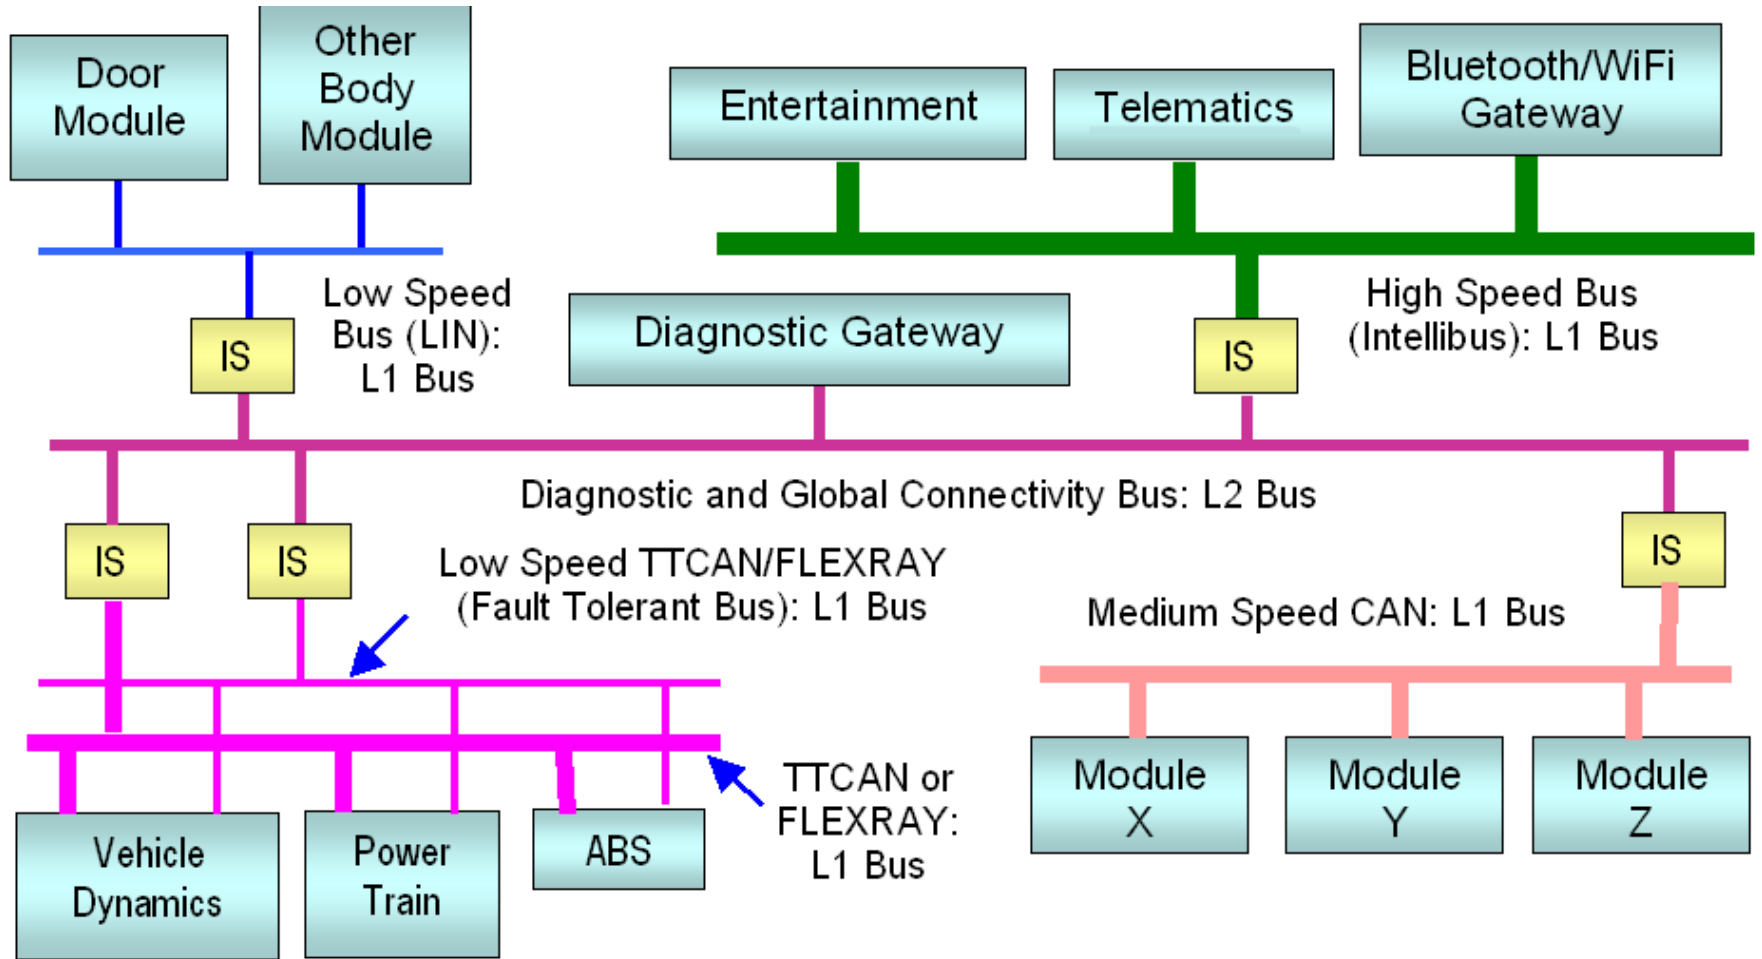 Door
Module
Other
Body
Module
Entertainment
Telematics
Bluetooth/WiFi
Gateway
Low Speed
Bus (LIN):
L1 Bus
IS
Diagnostic Gateway
IS
High Speed Bus
(Intellibus): L1 Bus
Diagnostic and Global Connectivity Bus: L2 Bus
IS
IS
Low Speed TTCAN/FLEXRAY
(Fault Tolerant Bus): L1 Bus
IS
Medium Speed CAN: L1 Bus
TTCAN or
FLEXRAY:
L1 Bus
Vehicle
Dynamics
Power
Train
ABS
Module
X
Module
Y
Module
Z